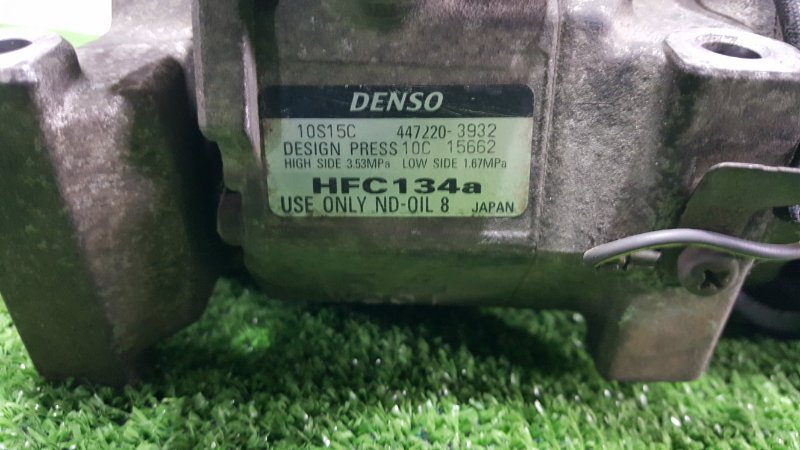 DENSO
10S15C 447220-3932
DESIGN PRESS 10C 15662
HIGH SIDE 3.53MPa LOW SIDE 1.67MPa
HFC134a
USE ONLY ND-OIL 8 JAPAN